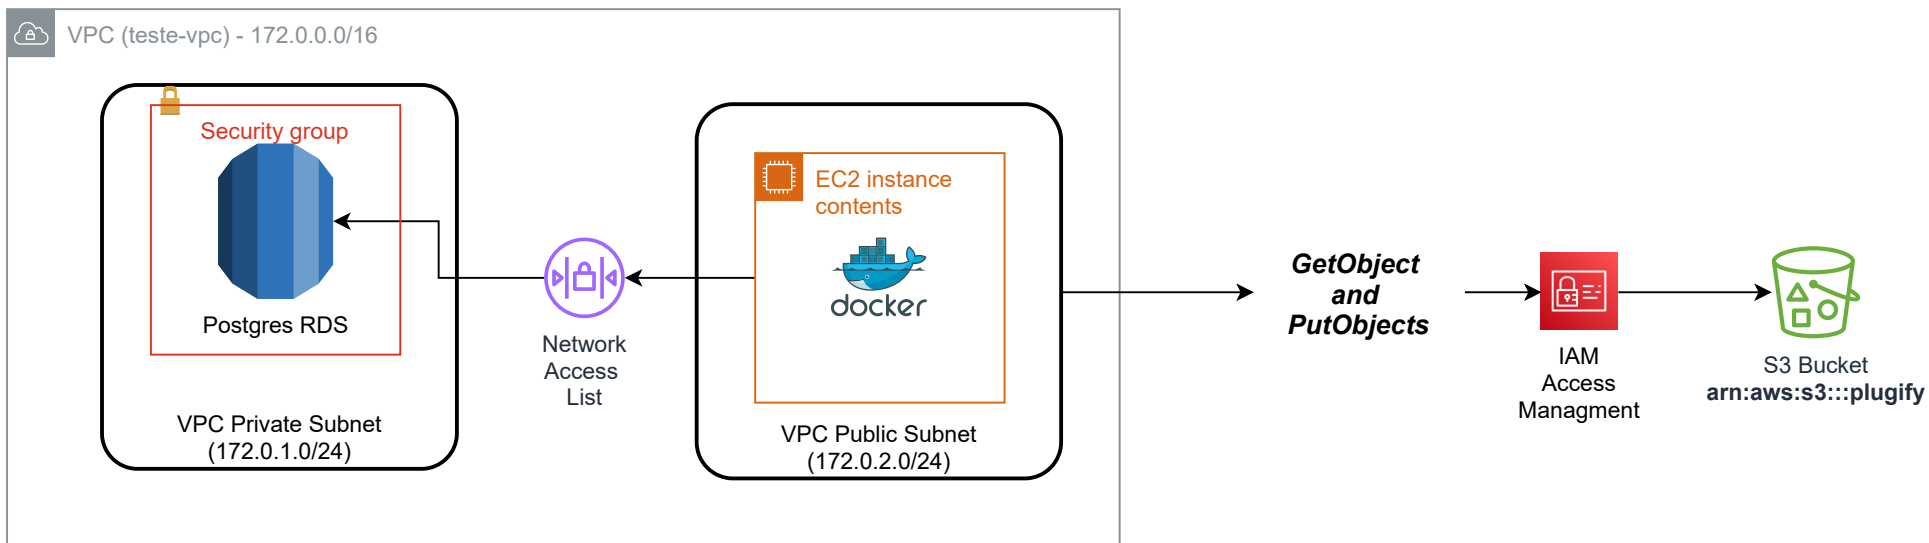 VPC (teste-vpc) - 172.0.0.0/16
Security group
Postgres RDS
VPC Private Subnet
(172.0.1.0/24)
Network
Access
List
EC2 instance
contents
docker
VPC Public Subnet
(172.0.2.0/24)
GetObject
and
PutObjects
IAM
Access
Managment
S3 Bucket
arn:aws:s3:::plugify